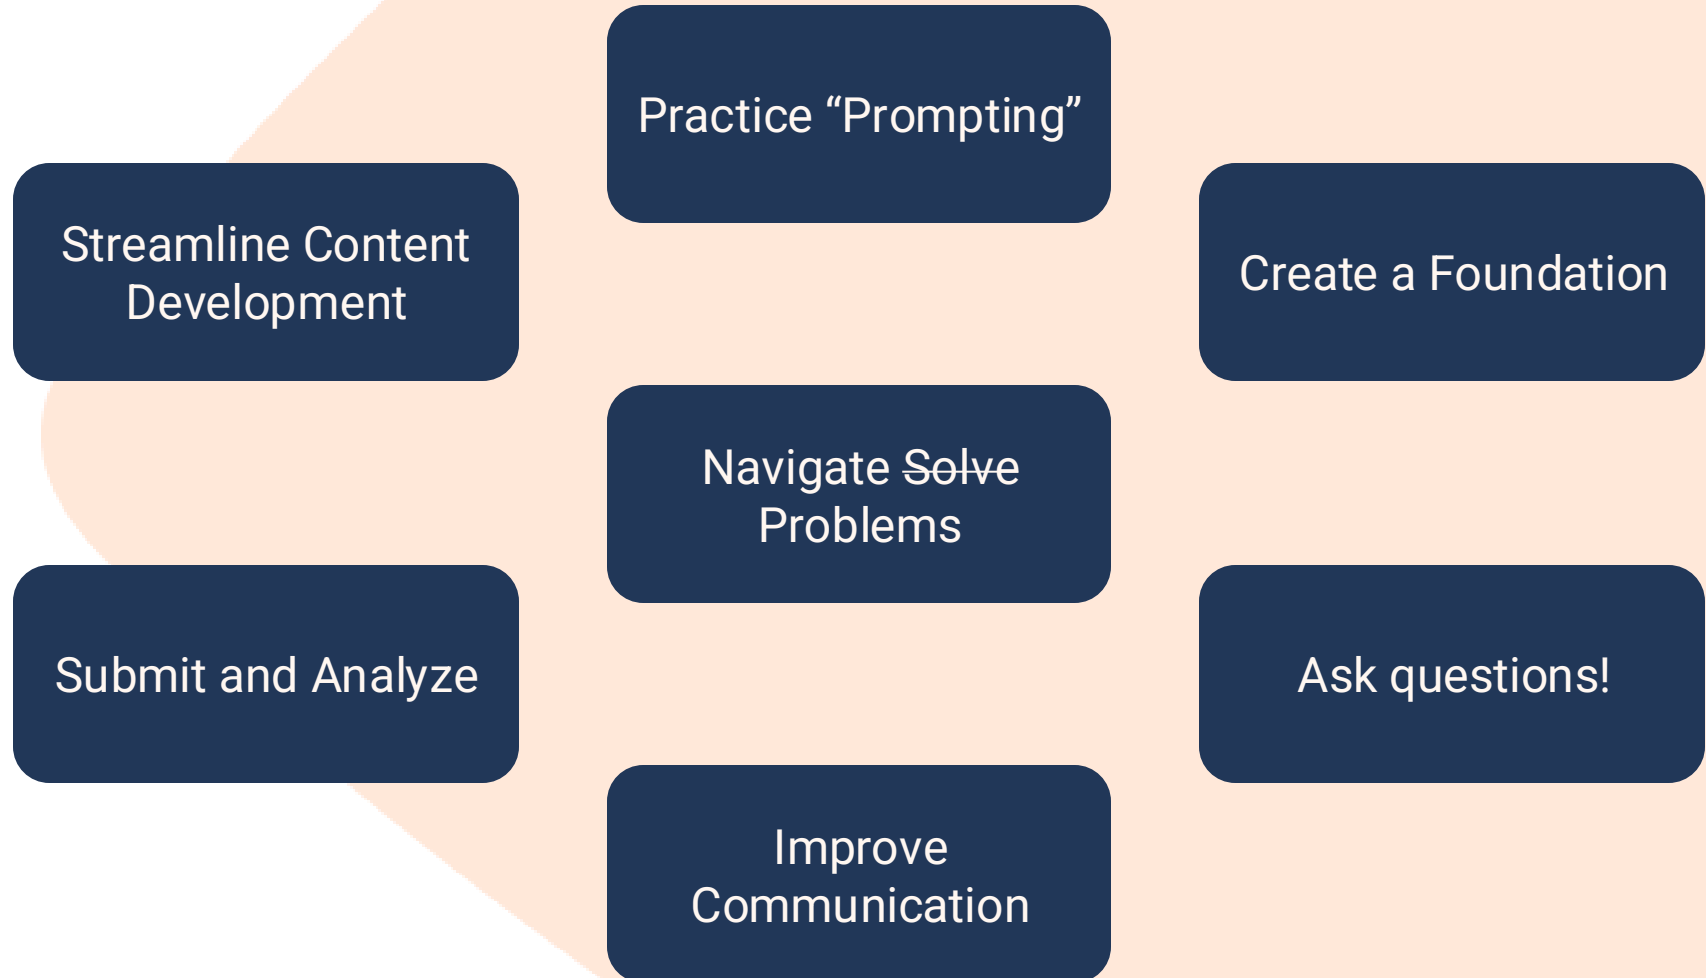 Practice “Prompting”
Streamline Content
Development
Create a Foundation
Navigate Solve
Problems
Submit and Analyze
Ask questions!
Improve
Communication